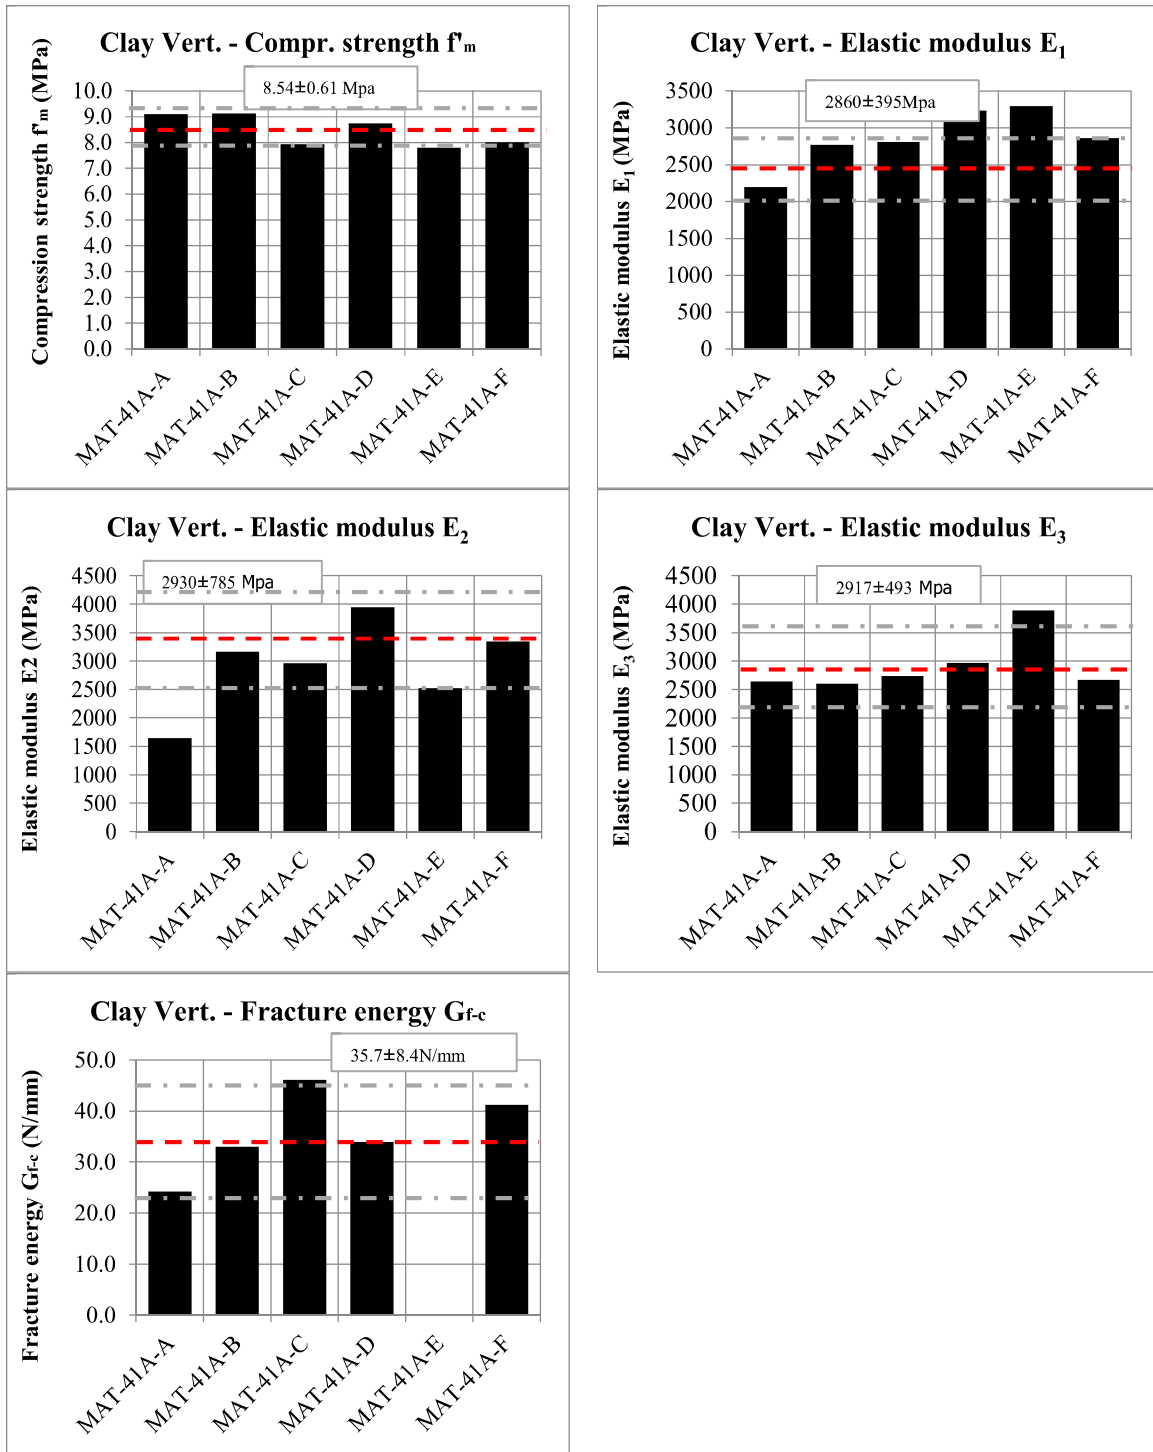 Clay Vert. - Compr. strength f'm
8.54±0.61 Mpa
Compression strength f'm (MPa)
10.0
9.0
8.0
7.0
6.0
5.0
4.0
3.0
2.0
1.0
0.0
MAT-41A-A
MAT-41A-B
MAT-41A-C
MAT-41A-D
MAT-41A-E
MAT-41A-F
Clay Vert. - Elastic modulus E1
2860±395Mpa
Elastic modulus E1 (MPa)
3500
3000
2500
2000
1500
1000
500
0
MAT-41A-A
MAT-41A-B
MAT-41A-C
MAT-41A-D
MAT-41A-E
MAT-41A-F
Clay Vert. - Elastic modulus E2
2930±785 Mpa
Elastic modulus E2 (MPa)
4500
4000
3500
3000
2500
2000
1500
1000
500
0
MAT-41A-A
MAT-41A-B
MAT-41A-C
MAT-41A-D
MAT-41A-E
MAT-41A-F
Clay Vert. - Elastic modulus E3
2917±493 Mpa
Elastic modulus E3 (MPa)
4500
4000
3500
3000
2500
2000
1500
1000
500
0
MAT-41A-A
MAT-41A-B
MAT-41A-C
MAT-41A-D
MAT-41A-E
MAT-41A-F
Clay Vert. - Fracture energy Gf-c
35.7±8.4N/mm
Fracture energy Gf-c (N/mm)
50.0
40.0
30.0
20.0
10.0
0.0
MAT-41A-A
MAT-41A-B
MAT-41A-C
MAT-41A-D
MAT-41A-E
MAT-41A-F